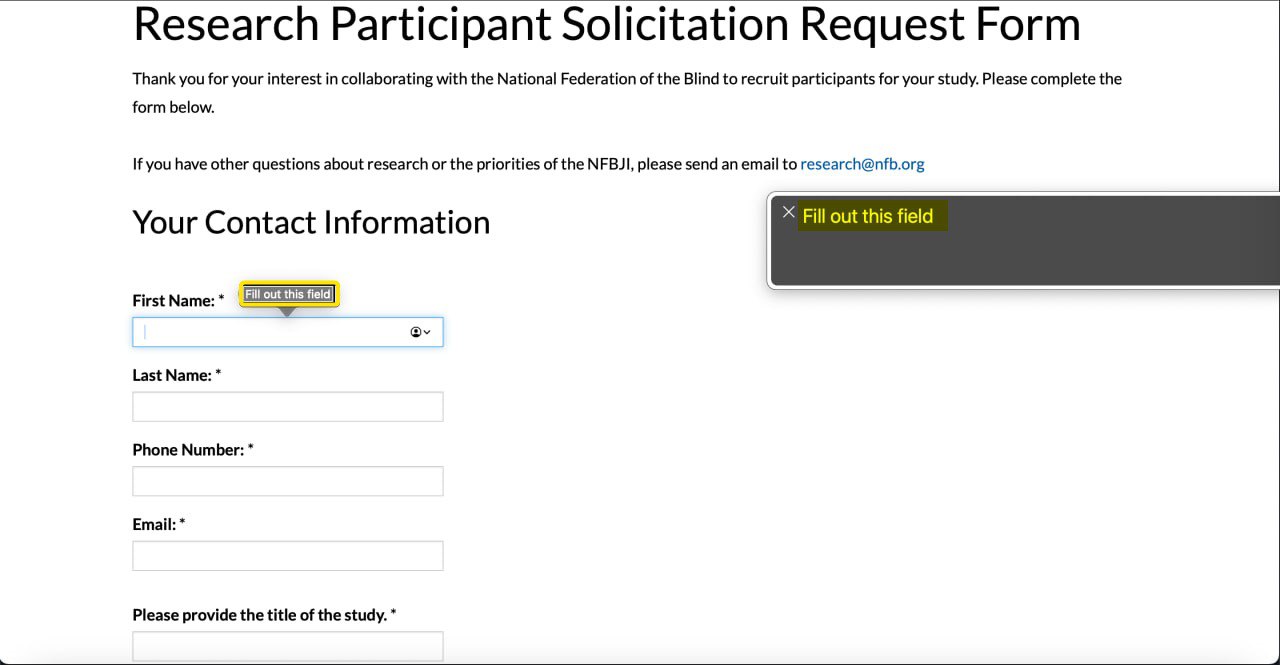 Research Participant Solicitation Request Form
Thank you for your interest in collaborating with the National Federation of the Blind to recruit participants for your study. Please complete the
form below.
If you have other questions about research or the priorities of the NFBJI, please send an email to research@nfb.org
Your Contact Information
Fill out this field
First Name: *
Fill out this field
Last Name: *
Phone Number: *
Email: *
Please provide the title of the study. *